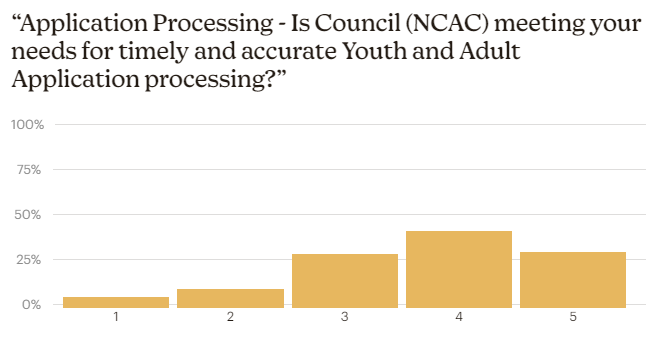 “Application Processing - Is Council (NCAC) meeting your
needs for timely and accurate Youth and Adult
Application processing?”
100%
75%
50%
25%
0%
1 2 3 4 5